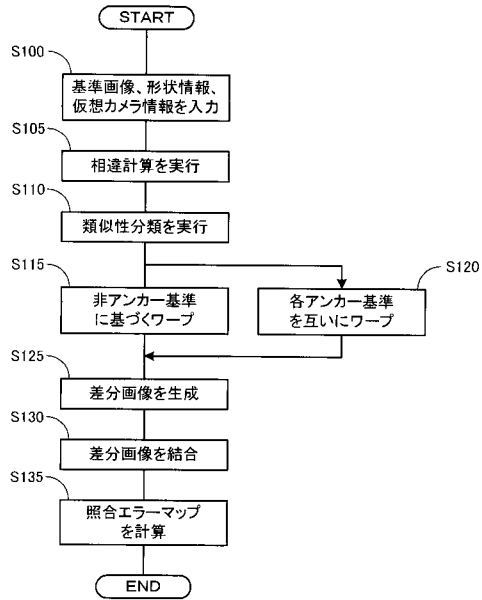 START
S100
基準画像、形状情報、
仮想カメラ情報を入力
S105
相違計算を実行
S110
類似性分類を実行
S115
非アンカー基準
に基づくワープ
S120
各アンカー基準
を互いにワープ
S125
差分画像を生成
S130
差分画像を結合
S135
照合エラーマップ
を計算
END